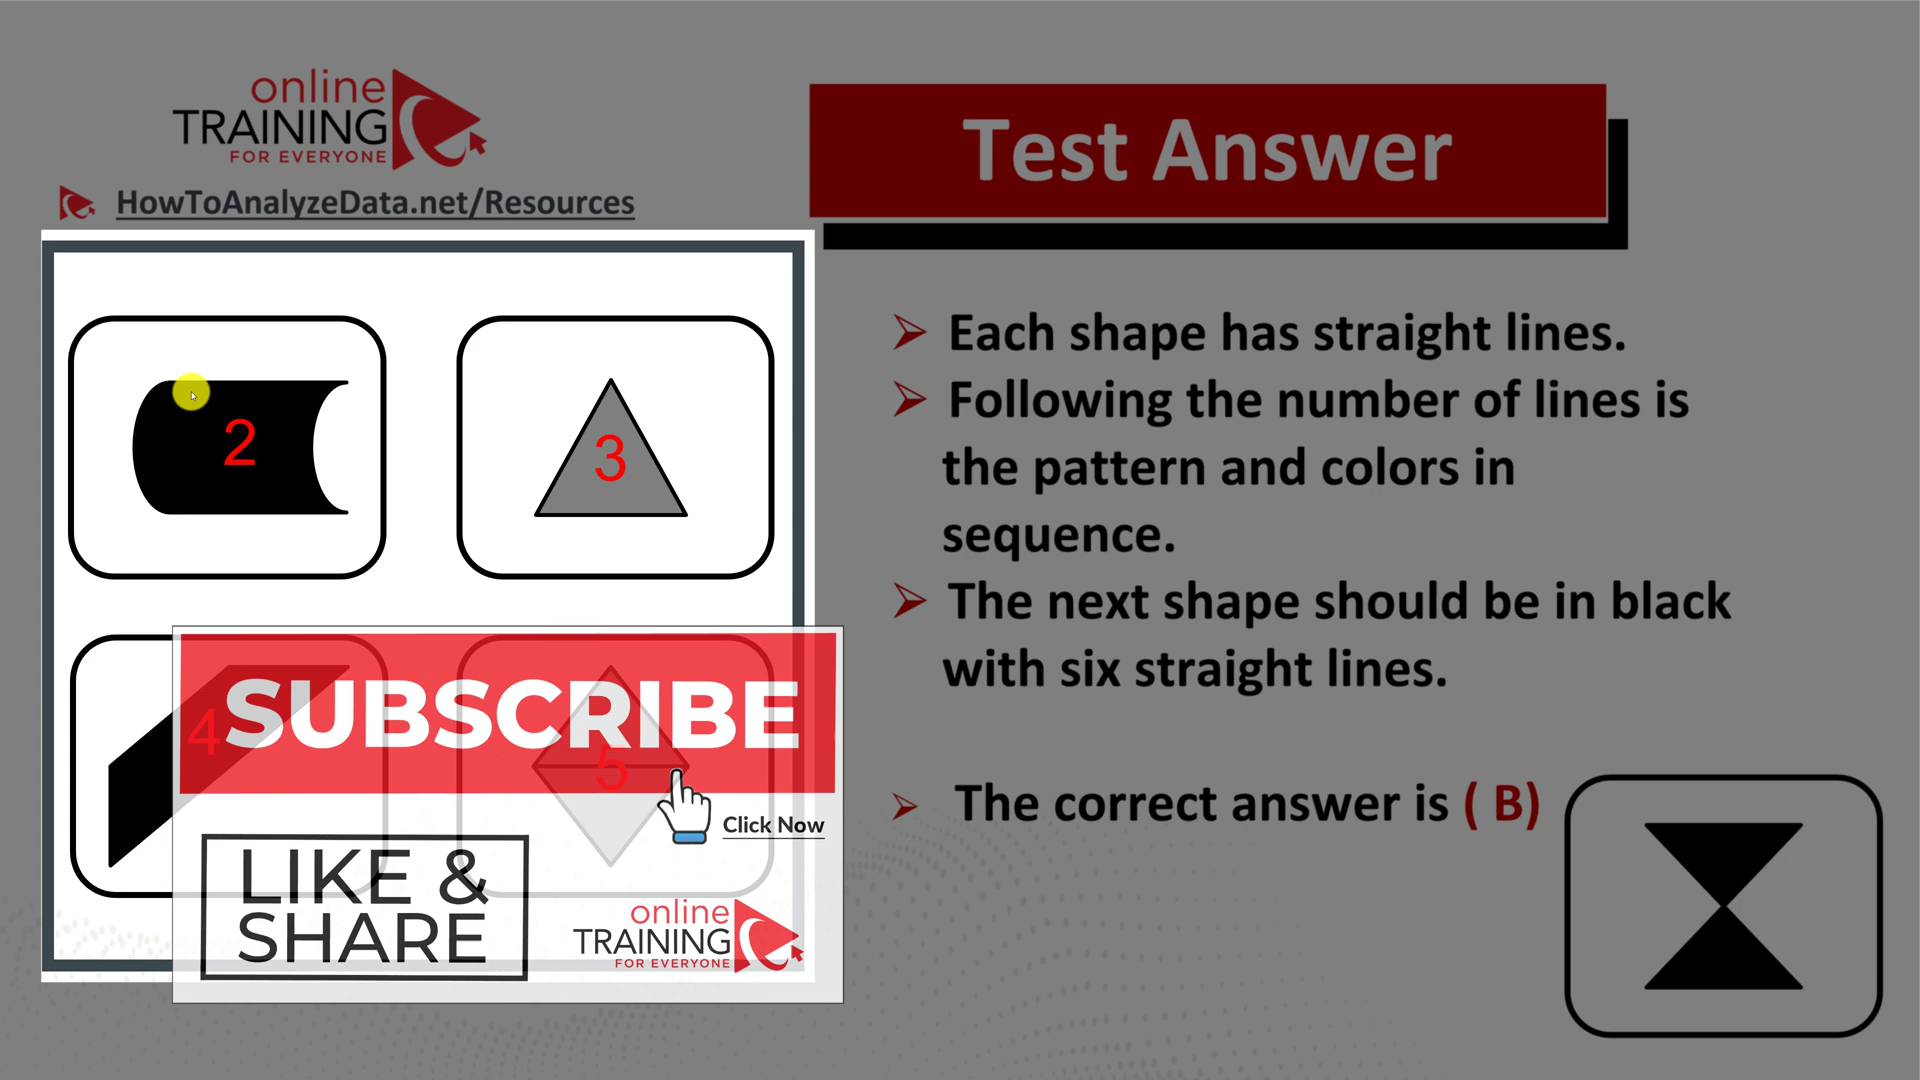 online
TRAINING
FOR EVERYONE
HowToAnalyzeData.net/Resources
Test Answer
2
3
4
5
SUBSCRIBE
Click Now
LIKE &
SHARE
online
TRAINING
FOR EVERYONE
Each shape has straight lines.
Following the number of lines is
the pattern and colors in
sequence.
The next shape should be in black
with six straight lines.
The correct answer is ( B)